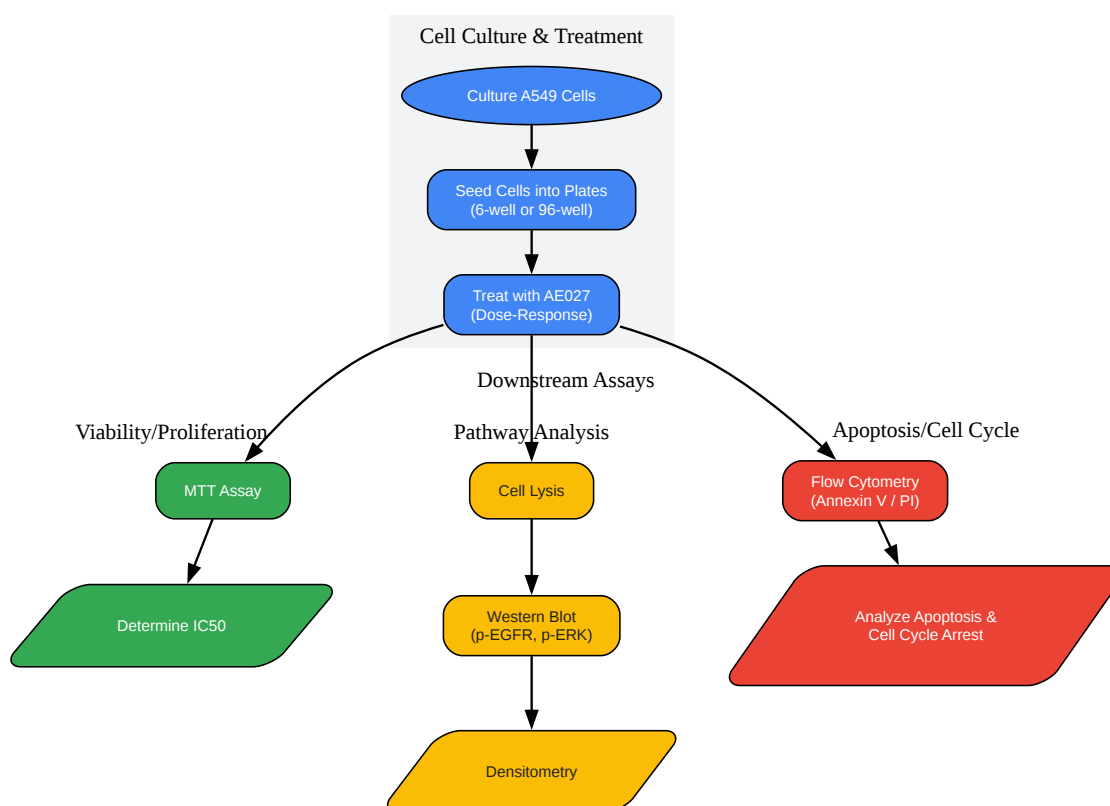 Cell Culture & Treatment
Culture A549 Cells
Seed Cells into Plates
(6-well or 96-well)
Treat with AE027
(Dose-Response)
Downstream Assays
Viability/Proliferation
Pathway Analysis
Apoptosis/Cell Cycle
MTT Assay
Cell Lysis
Flow Cytometry
(Annexin V / PI)
Determine IC50
Western Blot
(p-EGFR, p-ERK)
Analyze Apoptosis &
Cell Cycle Arrest
Densitometry